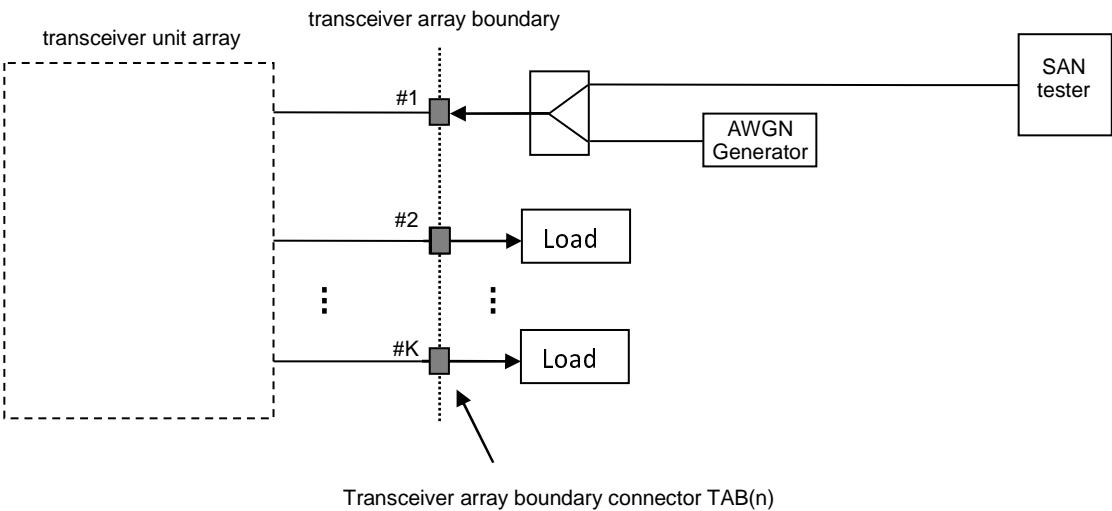 transceiver array boundary
transceiver unit array
SAN
tester
#1
AWGN
Generator
#2
Load
#K
Load
Transceiver array boundary connector TAB(n)